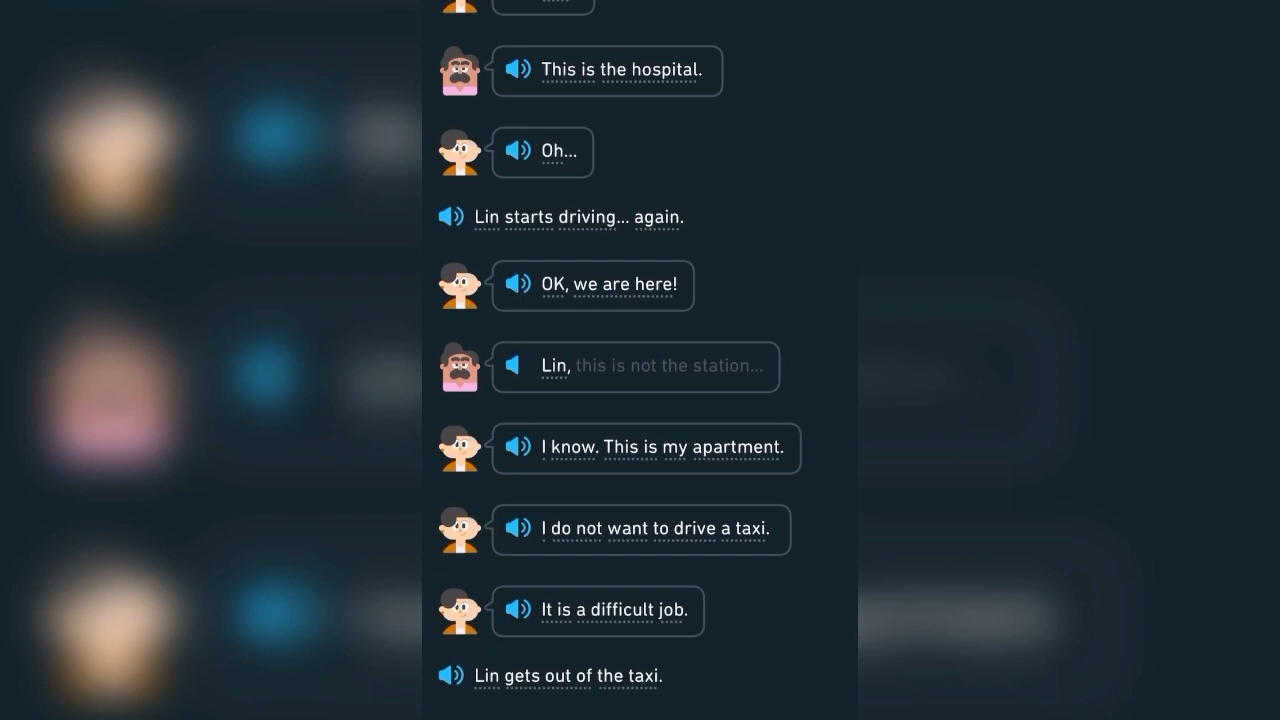 This is the hospital.
Oh...
Lin starts driving... again.
OK, we are here!
Lin, this is not the station...
I know. This is my apartment.
I do not want to drive a taxi.
It is a difficult job.
Lin gets out of the taxi.